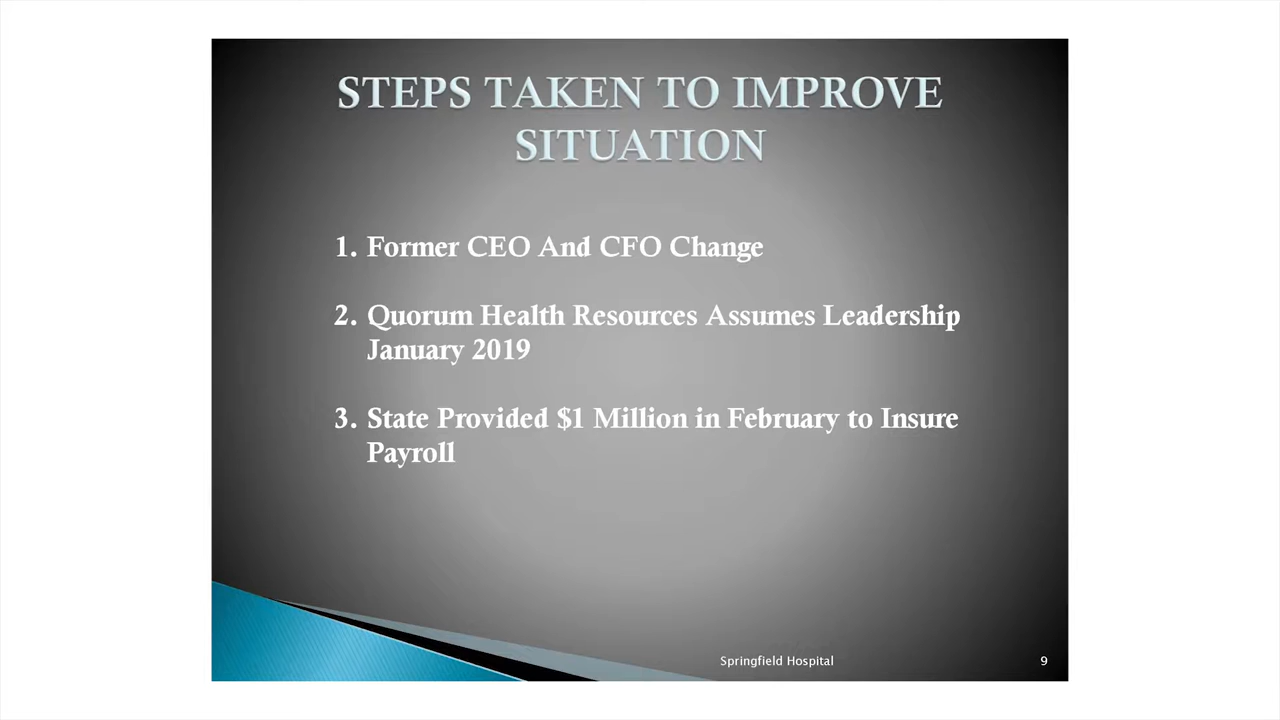 STEPS TAKEN TO IMPROVE
SITUATION
1. Former CEO And CFO Change
2. Quorum Health Resources Assumes Leadership
January 2019
3. State Provided $1 Million in February to Insure
Payroll
Springfield Hospital 9